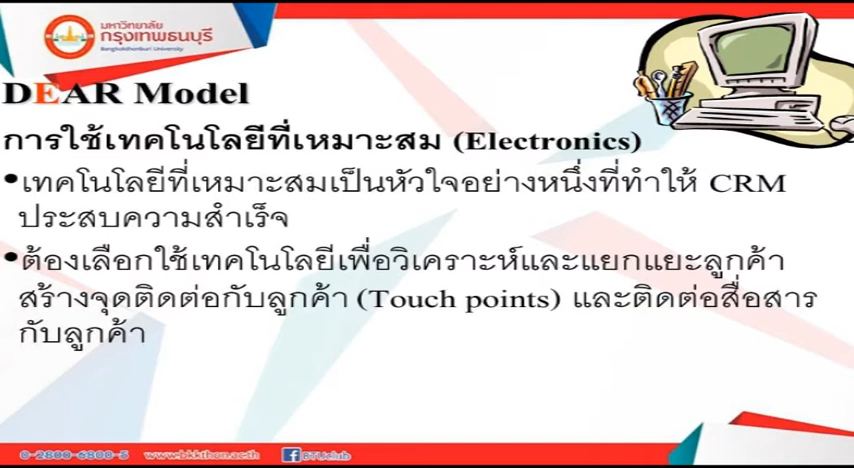 มหาวิทยาลัย
กรุงเทพธนบุรี
Bangkokthonburi University
DEAR Model
การใช้เทคโนโลยีที่เหมาะสม (Electronics)
•เทคโนโลยีที่เหมาะสมเป็นหัวใจอย่างหนึ่งที่ทำให้ CRM
ประสบความสำเร็จ
•ต้องเลือกใช้เทคโนโลยีเพื่อวิเคราะห์และแยกแยะลูกค้า
สร้างจุดติดต่อกับลูกค้า (Touch points) และติดต่อสื่อสาร
กับลูกค้า
0-2800-6800-5 www.bkkthon.ac.th BTUclub